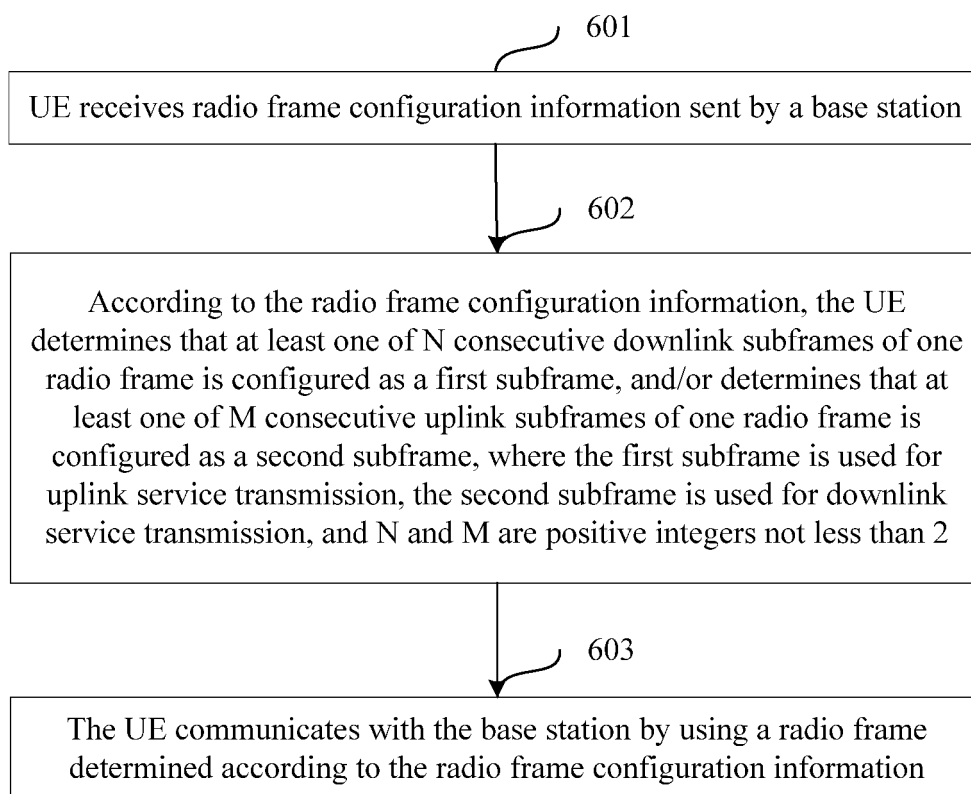 601
UE receives radio frame configuration information sent by a base station
602
According to the radio frame configuration information, the UE
determines that at least one of N consecutive downlink subframes of one
radio frame is configured as a first subframe, and/or determines that at
least one of M consecutive uplink subframes of one radio frame is
configured as a second subframe, where the first subframe is used for
uplink service transmission, the second subframe is used for downlink
service transmission, and N and M are positive integers not less than 2
603
The UE communicates with the base station by using a radio frame
determined according to the radio frame configuration information